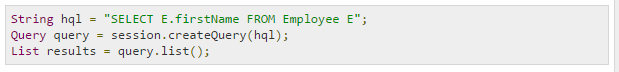 String hql = "SELECT E.firstName FROM Employee E";
Query query = session.createQuery(hql);
List results = query.list();